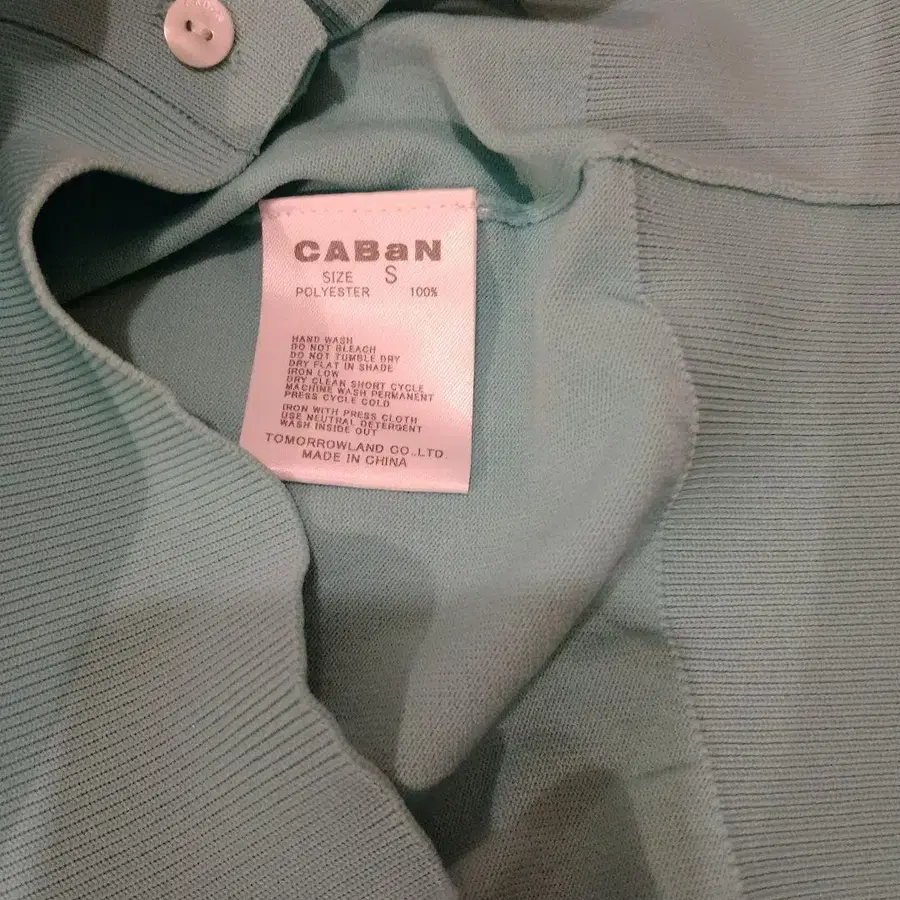 CABaN
SIZE S
POLYESTER 100%
HAND WASH
DO NOT BLEACH
DO NOT TUMBLE DRY
DRY FLAT IN SHADE
IRON LOW
DRY CLEAN SHORT CYCLE
MACHINE WASH PERMANENT
PRESS CYCLE COLD
IRON WITH PRESS CLOTH
USE NEUTRAL DETERGENT
WASH INSIDE OUT
TOMORROWLAND CO.,LTD
MADE IN CHINA